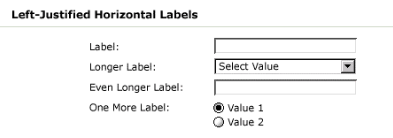 Left-Justified Horizontal Labels
Label:
Longer Label: Select Value
Even Longer Label:
One More Label: Value 1
Value 2